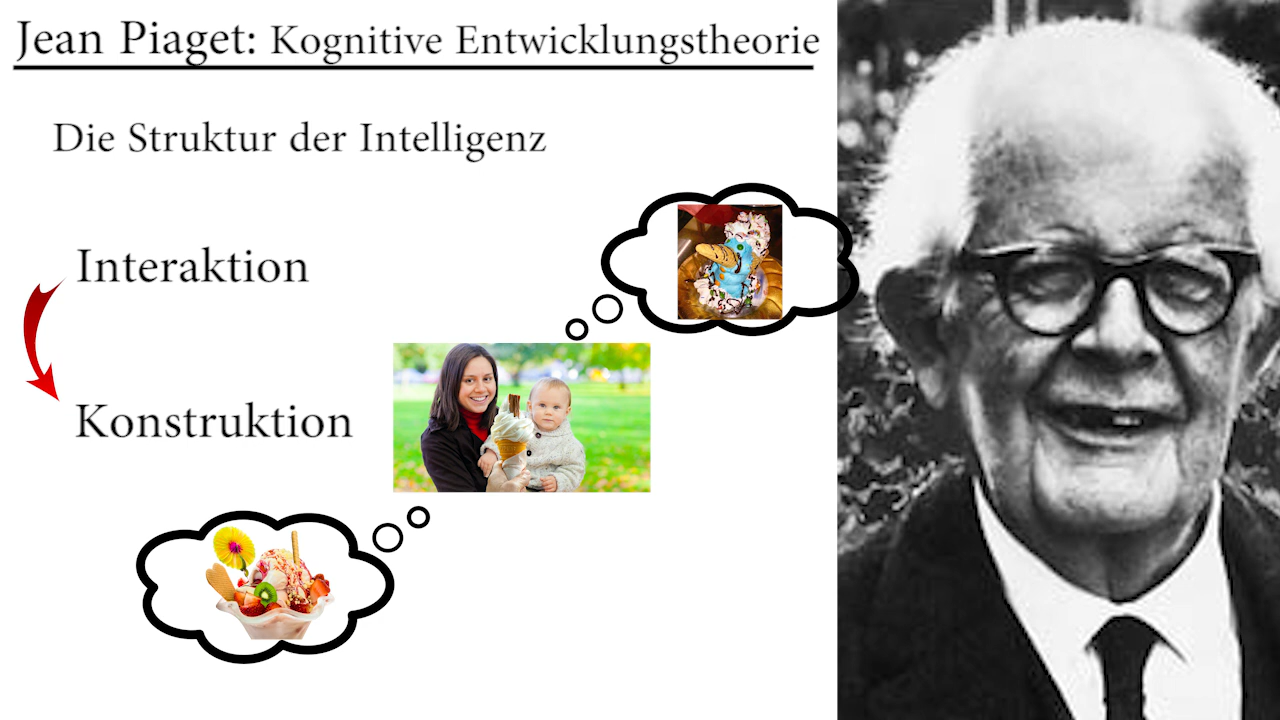 Jean Piaget: Kognitive Entwicklungstheorie
Die Struktur der Intelligenz
Interaktion
Konstruktion